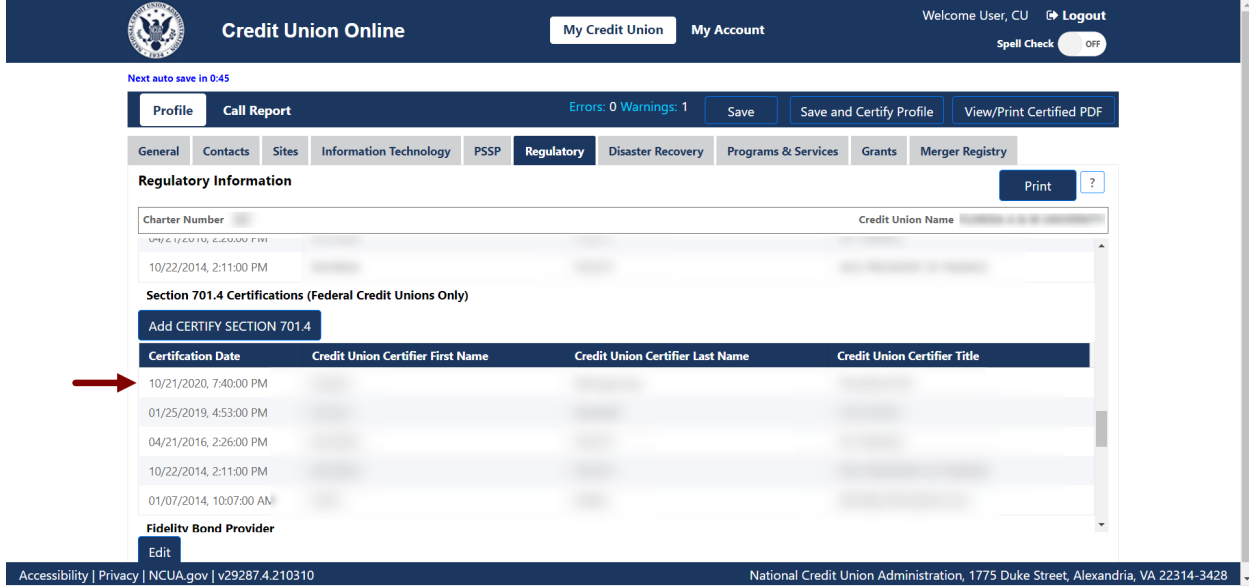 Welcome User, CU Logout
Credit Union Online My Credit Union My Account
Spell Check OFF
Next auto save in 0:45
Profile Call Report Errors: 0 Warnings: 1 Save Save and Certify Profile View/Print Certified PDF
General Contacts Sites Information Technology PSSP Regulatory Disaster Recovery Programs & Services Grants Merger Registry
Regulatory Information Print ?
Charter Number Credit Union Name
04/21/2016, 2:26:00 PM
10/22/2014, 2:11:00 PM
Section 701.4 Certifications (Federal Credit Unions Only)
Add CERTIFY SECTION 701.4
Certifcation Date Credit Union Certifier First Name Credit Union Certifier Last Name Credit Union Certifier Title
10/21/2020, 7:40:00 PM
01/25/2019, 4:53:00 PM
04/21/2016, 2:26:00 PM
10/22/2014, 2:11:00 PM
01/07/2014, 10:07:00 AM
Fidelity Bond Provider
Edit
Accessibility | Privacy | NCUA.gov | v29287.4.210310 National Credit Union Administration, 1775 Duke Street, Alexandria, VA 22314-3428